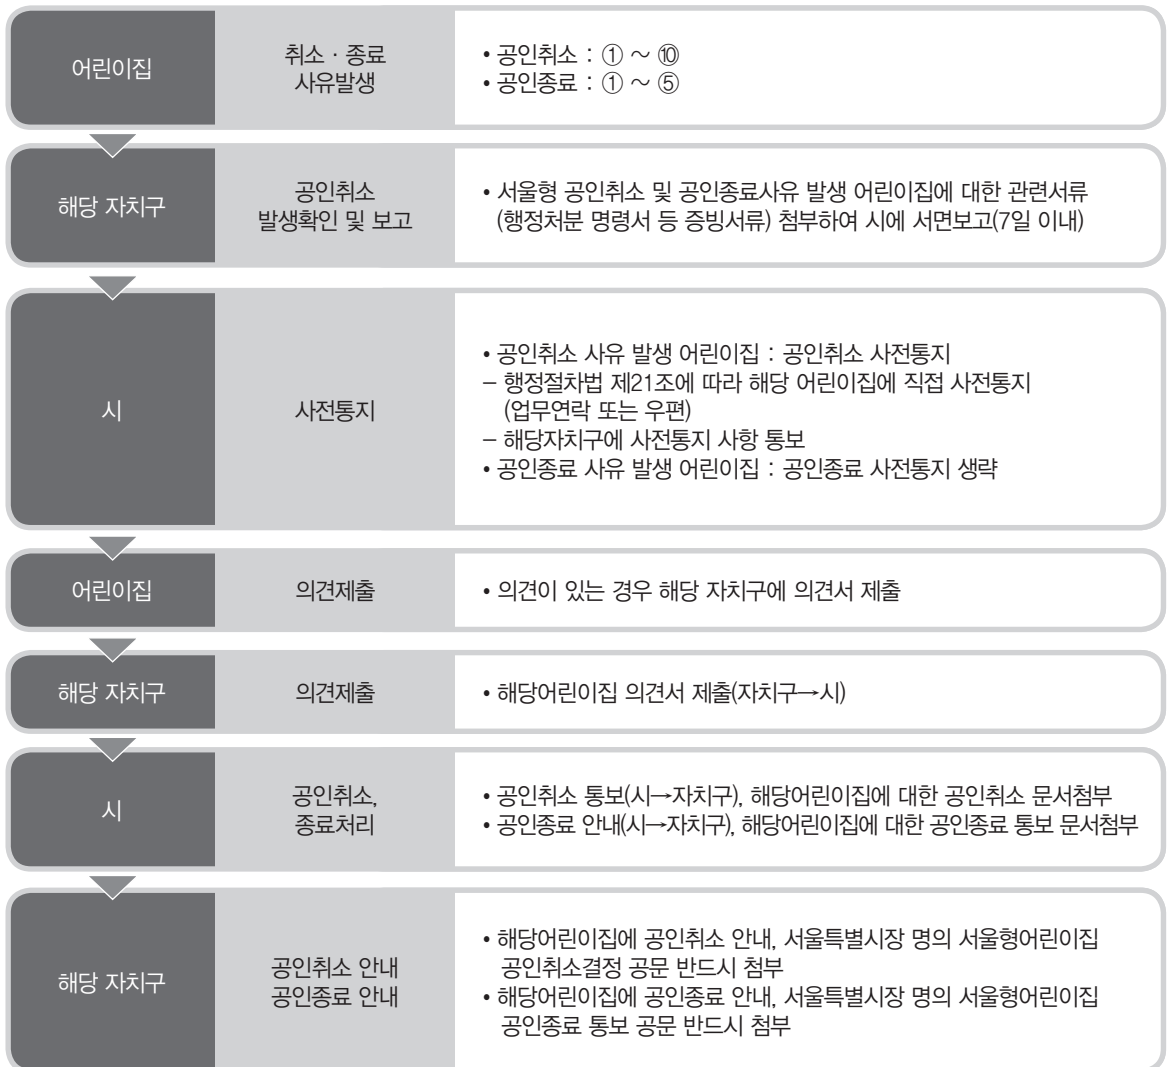 어린이집
취소 · 종료
사유발생
• 공인취소 : ① ~ ⑩
• 공인종료 : ① ~ ⑤
해당 자치구
공인취소
발생확인 및 보고
• 서울형 공인취소 및 공인종료사유 발생 어린이집에 대한 관련서류
(행정처분 명령서 등 증빙서류) 첨부하여 시에 서면보고(7일 이내)
시
사전통지
• 공인취소 사유 발생 어린이집 : 공인취소 사전통지
– 행정절차법 제21조에 따라 해당 어린이집에 직접 사전통지
(업무연락 또는 우편)
– 해당자치구에 사전통지 사항 통보
• 공인종료 사유 발생 어린이집 : 공인종료 사전통지 생략
어린이집
의견제출
• 의견이 있는 경우 해당 자치구에 의견서 제출
해당 자치구
의견제출
• 해당어린이집 의견서 제출(자치구→시)
시
공인취소,
종료처리
• 공인취소 통보(시→자치구), 해당어린이집에 대한 공인취소 문서첨부
• 공인종료 안내(시→자치구), 해당어린이집에 대한 공인종료 통보 문서첨부
해당 자치구
공인취소 안내
공인종료 안내
• 해당어린이집에 공인취소 안내, 서울특별시장 명의 서울형어린이집
공인취소결정 공문 반드시 첨부
• 해당어린이집에 공인종료 안내, 서울특별시장 명의 서울형어린이집
공인종료 통보 공문 반드시 첨부